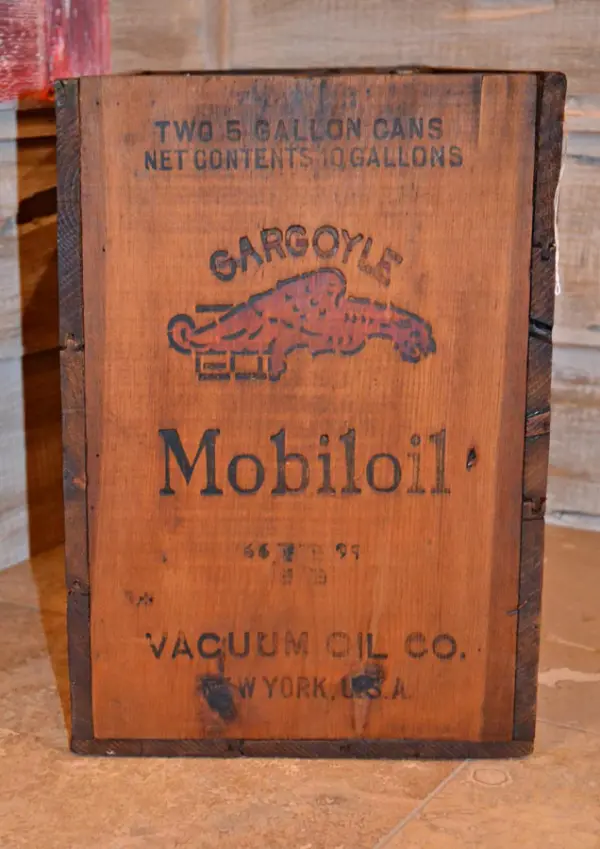 TWO 5 GALLON CANS
NET CONTENTS 10 GALLONS
GARGOYLE
Mobiloil
VACUUM OIL CO.
NEW YORK, U.S.A.